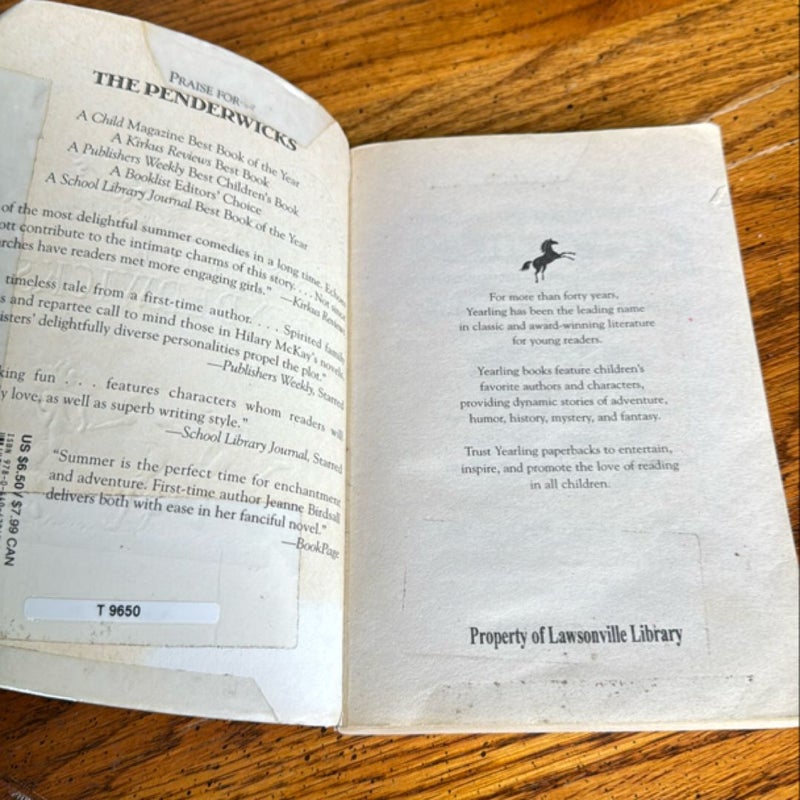 PRAISE FOR
THE PENDERWICKS
A Child Magazine Best Book of the Year
A Kirkus Reviews Best Book
A Publishers Weekly Best Children's Book
A Booklist Editors' Choice
A School Library Journal Best Book of the Year
of the most delightful summer comedies in a long time.
contribute to the intimate charms of this story. . . . Not
have readers met more engaging girls." —Kirkus Reviews
timeless tale from a first-time author. . . . Spirited
and repartee call to mind those in Hilary McKay's novels,
delightfully diverse personalities propel the plot."
—Publishers Weekly, Starred
fun . . . features characters whom readers will
love, as well as superb writing style."
—School Library Journal, Starred
"Summer is the perfect time for enchantment
and adventure. First-time author Jeanne Birdsall
delivers both with ease in her fanciful novel."
—BookPage
US $6.50 / $7.99 CAN
ISBN
T 9650
For more than forty years,
Yearling has been the leading name
in classic and award-winning literature
for young readers.
Yearling books feature children's
favorite authors and characters,
providing dynamic stories of adventure,
humor, history, mystery, and fantasy.
Trust Yearling paperbacks to entertain,
inspire, and promote the love of reading
in all children.
Property of Lawsonville Library